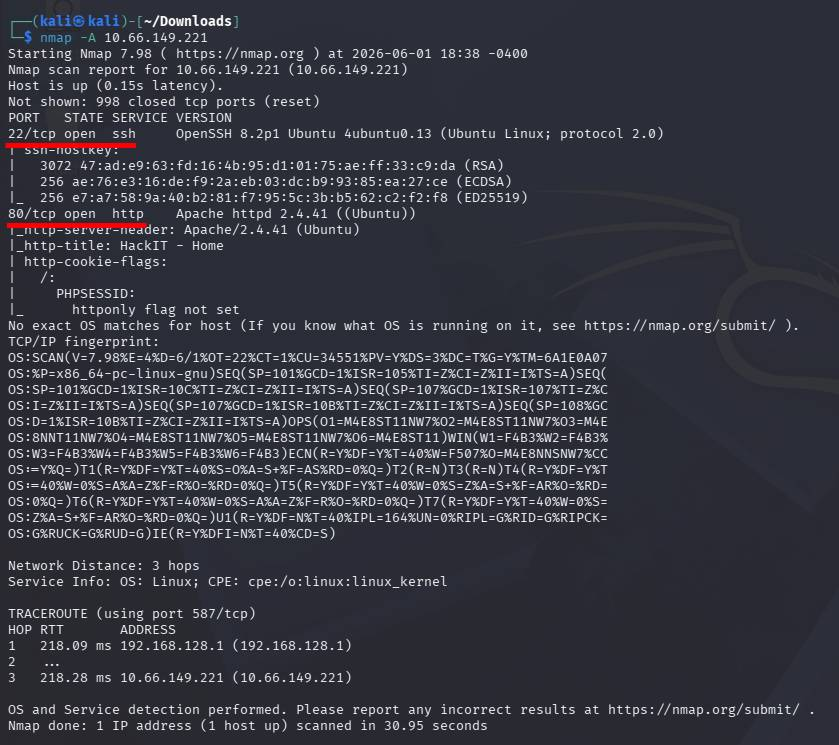 ┌──(kali㉿kali)-[~/Downloads]
└─$ nmap -A 10.66.149.221
Starting Nmap 7.98 ( https://nmap.org ) at 2026-06-01 18:38 -0400
Nmap scan report for 10.66.149.221 (10.66.149.221)
Host is up (0.15s latency).
Not shown: 998 closed tcp ports (reset)
PORT   STATE SERVICE VERSION
22/tcp open  ssh     OpenSSH 8.2p1 Ubuntu 4ubuntu0.13 (Ubuntu Linux; protocol 2.0)
| ssh-hostkey:
|   3072 47:ad:e9:63:fd:16:4b:95:d1:01:75:ae:ff:33:c9:da (RSA)
|   256 ae:76:e3:16:de:f9:2a:eb:03:dc:b9:93:85:ea:27:ce (ECDSA)
|_  256 e7:a7:58:9a:40:b2:81:f7:95:5c:3b:b5:62:c2:f2:f8 (ED25519)
80/tcp open  http    Apache httpd 2.4.41 ((Ubuntu))
|_http-server-header: Apache/2.4.41 (Ubuntu)
|_http-title: HackIT - Home
| http-cookie-flags:
|   /:
|     PHPSESSID:
|_      httponly flag not set
No exact OS matches for host (If you know what OS is running on it, see https://nmap.org/submit/ ).
TCP/IP fingerprint:
OS:SCAN(V=7.98%E=4%D=6/1%OT=22%CT=1%CU=34551%PV=Y%DS=3%DC=T%G=Y%TM=6A1E0A07
OS:%P=x86_64-pc-linux-gnu)SEQ(SP=101%GCD=1%ISR=105%TI=Z%CI=Z%II=I%TS=A)SEQ(
OS:SP=101%GCD=1%ISR=10C%TI=Z%CI=Z%II=I%TS=A)SEQ(SP=107%GCD=1%ISR=107%TI=Z%C
OS:I=Z%II=I%TS=A)SEQ(SP=107%GCD=1%ISR=10B%TI=Z%CI=Z%II=I%TS=A)SEQ(SP=108%GC
OS:D=1%ISR=10B%TI=Z%CI=Z%II=I%TS=A)OPS(O1=M4E8ST11NW7%O2=M4E8ST11NW7%O3=M4E
OS:8NNT11NW7%O4=M4E8ST11NW7%O5=M4E8ST11NW7%O6=M4E8ST11)WIN(W1=F4B3%W2=F4B3%
OS:W3=F4B3%W4=F4B3%W5=F4B3%W6=F4B3)ECN(R=Y%DF=Y%T=40%W=F507%O=M4E8NNSNW7%CC
OS:=Y%Q=)T1(R=Y%DF=Y%T=40%S=O%A=S+%F=AS%RD=0%Q=)T2(R=N)T3(R=N)T4(R=Y%DF=Y%T
OS:=40%W=0%S=A%A=Z%F=R%O=%RD=0%Q=)T5(R=Y%DF=Y%T=40%W=0%S=Z%A=S+%F=AR%O=%RD=
OS:0%Q=)T6(R=Y%DF=Y%T=40%W=0%S=A%A=Z%F=R%O=%RD=0%Q=)T7(R=Y%DF=Y%T=40%W=0%S=
OS:Z%A=S+%F=AR%O=%RD=0%Q=)U1(R=Y%DF=N%T=40%IPL=164%UN=0%RIPL=G%RID=G%RIPCK=
OS:G%RUCK=G%RUD=G)IE(R=Y%DFI=N%T=40%CD=S)
Network Distance: 3 hops
Service Info: OS: Linux; CPE: cpe:/o:linux:linux_kernel
TRACEROUTE (using port 587/tcp)
HOP RTT       ADDRESS
1   218.09 ms 192.168.128.1 (192.168.128.1)
2   ...
3   218.28 ms 10.66.149.221 (10.66.149.221)
OS and Service detection performed. Please report any incorrect results at https://nmap.org/submit/ .
Nmap done: 1 IP address (1 host up) scanned in 30.95 seconds